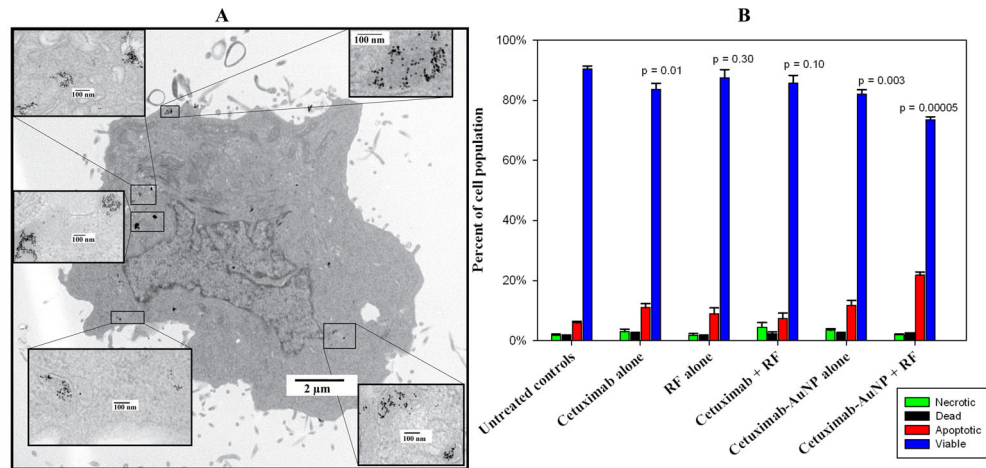 A
B
100 nm
100 nm
100 nm
100 nm
100 nm
2 µm
Percent of cell population
100%
80%
60%
40%
20%
0%
p = 0.01
p = 0.30
p = 0.10
p = 0.003
p = 0.00005
Untreated controls
Cetuximab alone
RF alone
Cetuximab + RF
Cetuximab-AuNP alone
Cetuximab-AuNP + RF
Necrotic
Dead
Apoptotic
Viable